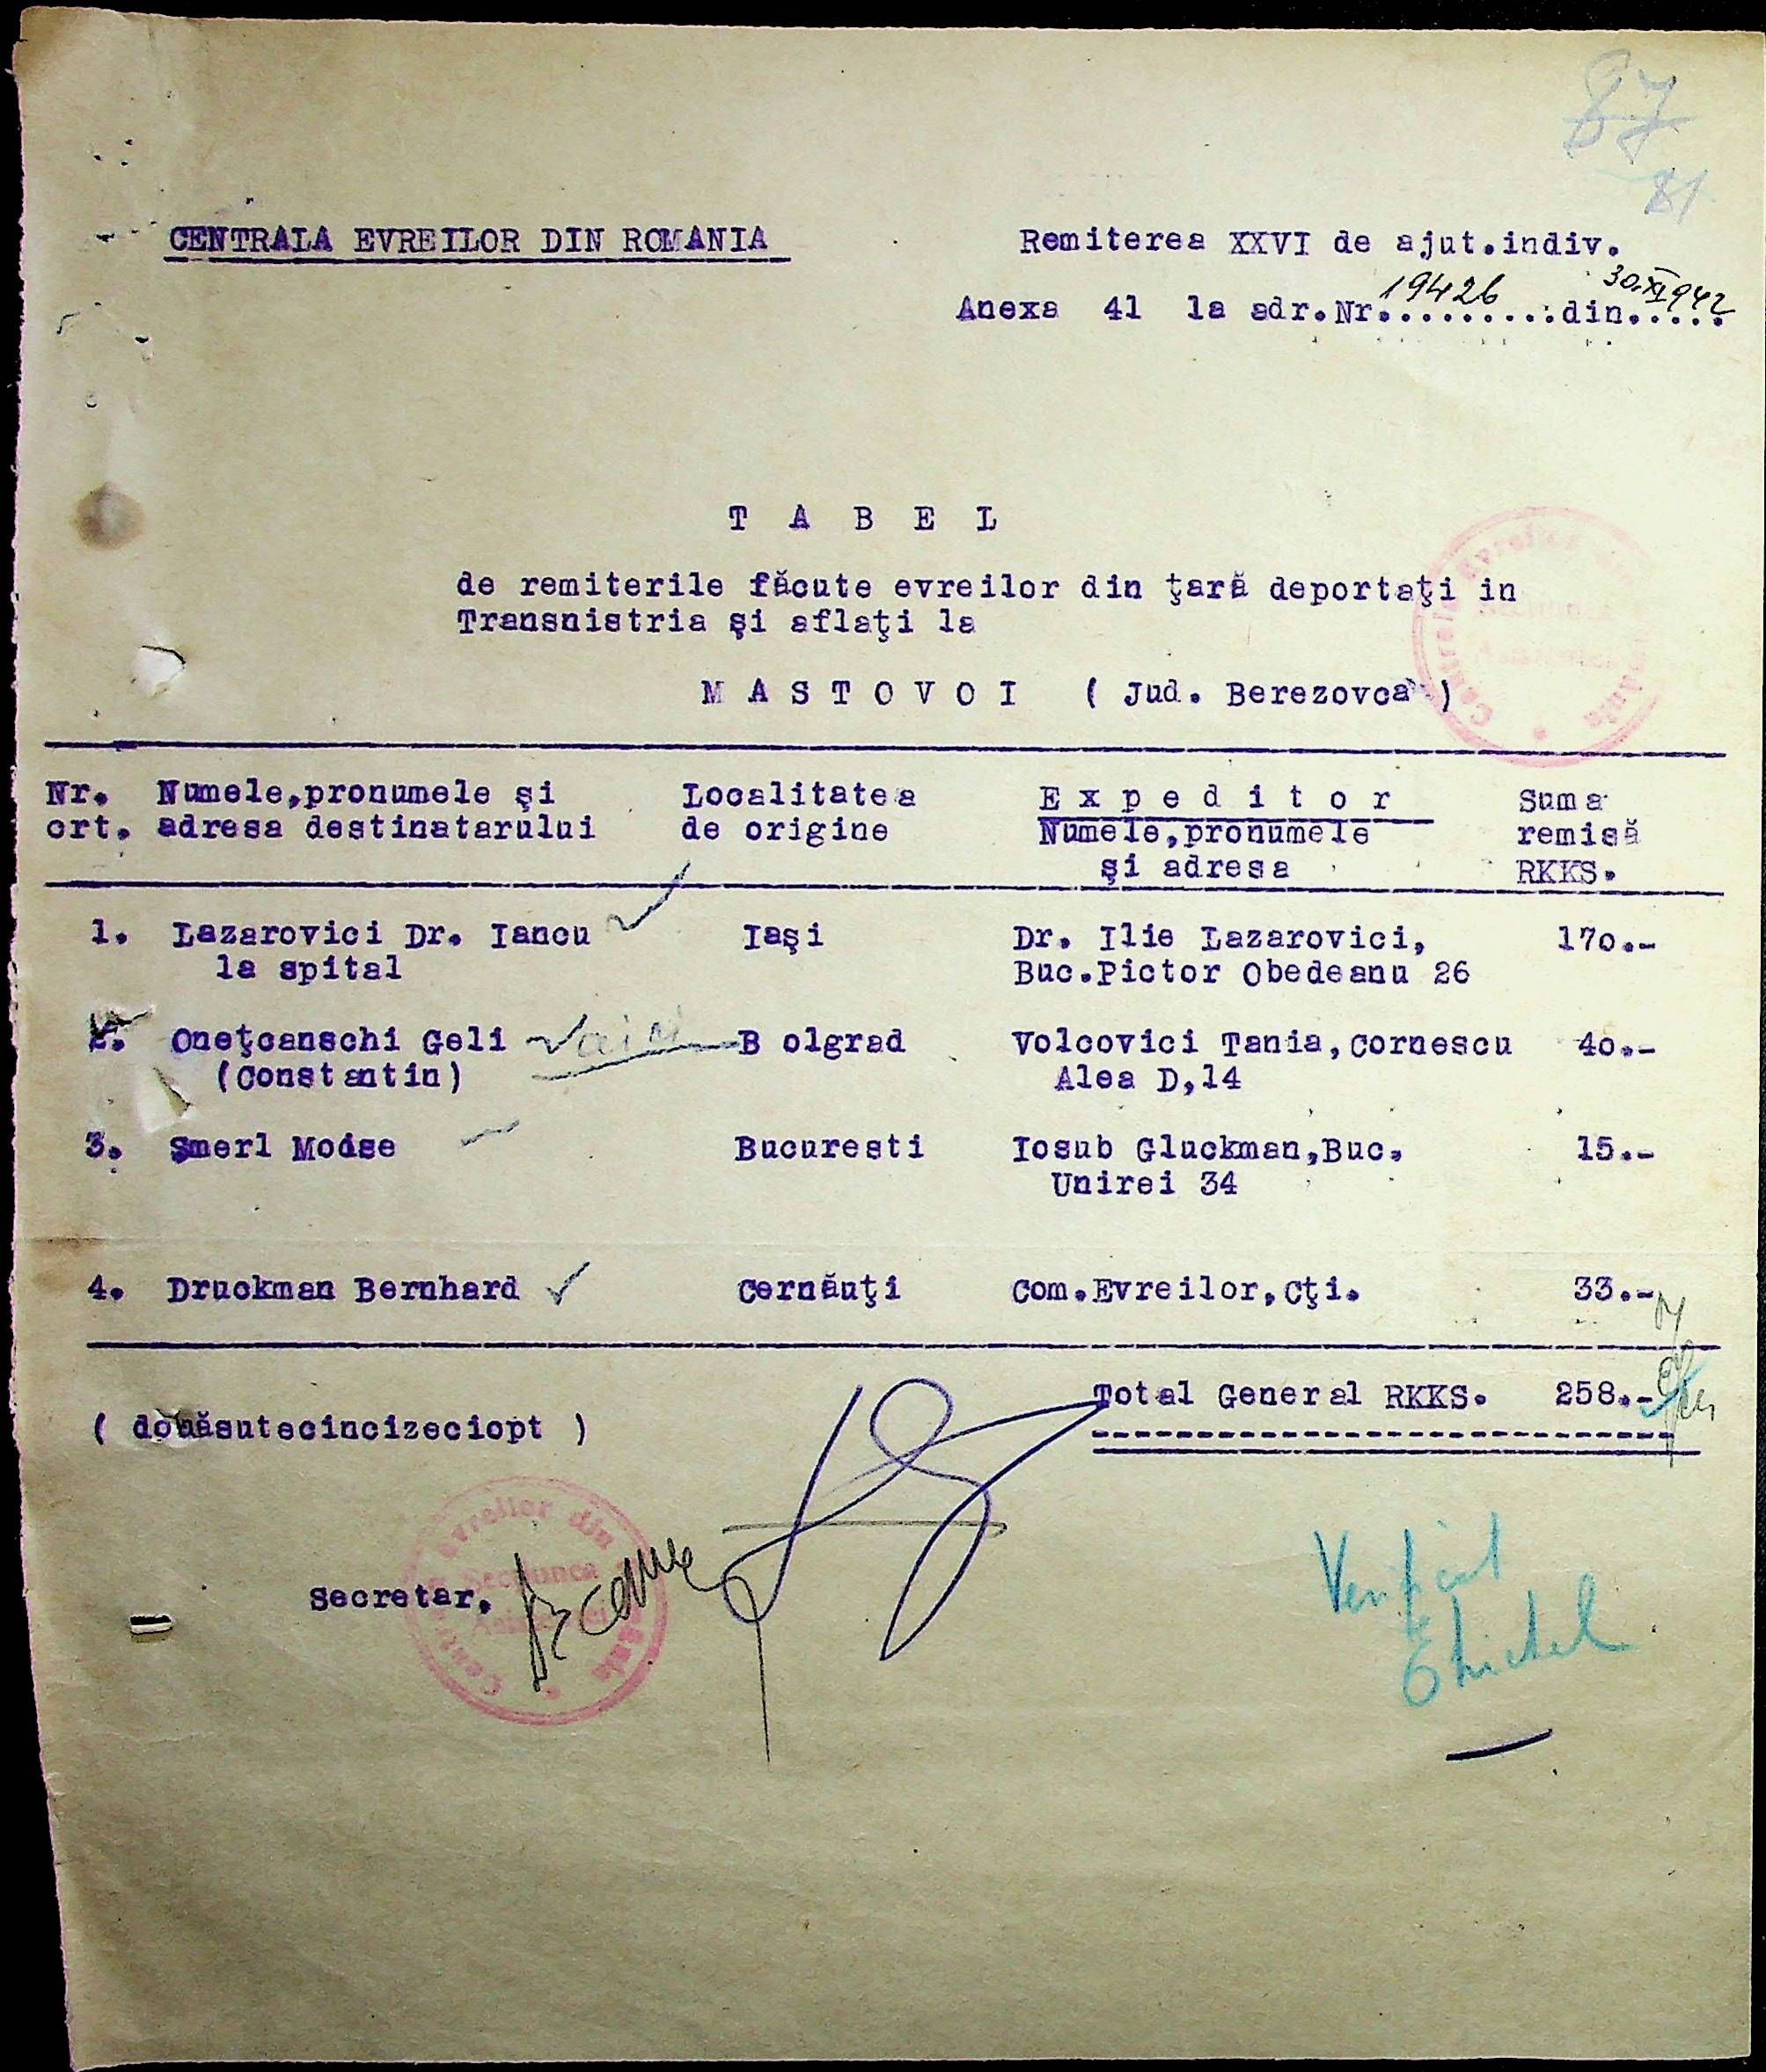 87
81
CENTRALA EVREILOR DIN ROMANIA
Remiterea XXVI de ajut.indiv.
Anexa 41 la adr.Nr.19426.........:din.30.XI.1942.....
T A B E L
de remiterile făcute evreilor din ţară deportaţi in
Transnistria şi aflaţi la
M A S T O V O I ( Jud. Berezovca )
Nr. Numele,pronumele şi Localitatea E x p e d i t o r Suma
crt. adresa destinatarului de origine Numele,pronumele remisă
şi adresa RKKS.
1. Lazarovici Dr. Iancu Iaşi Dr. Ilie Lazarovici, 170.-
la spital Buc.Pictor Obedeanu 26
2. Oneţcanschi Geli B olgrad Volcovici Tania,Cornescu 40.-
(Constantin) Alea D,14
3. Şmerl Moise Bucuresti Iosub Gluckman,Buc. 15.-
Unirei 34
4. Druckman Bernhard Cernăuţi Com.Evreilor,Cţi. 33.-
Total General RKKS. 258.-
( douăsutecincizeciopt )
Secretar,
Verificat